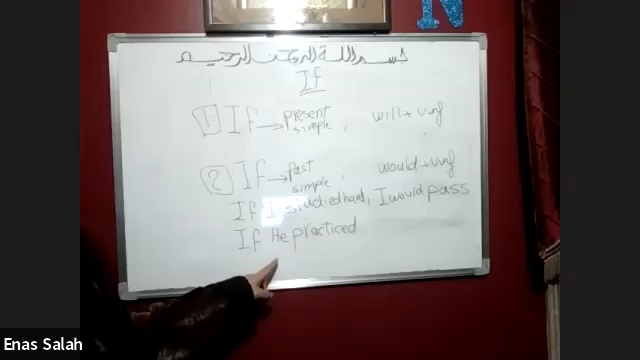 N
بسم الله الرحمن الرحيم
If
1 If → present simple, will + v.inf
2 If → past simple, would + v.inf
If I studied hard, I would pass
If He practiced
Enas Salah